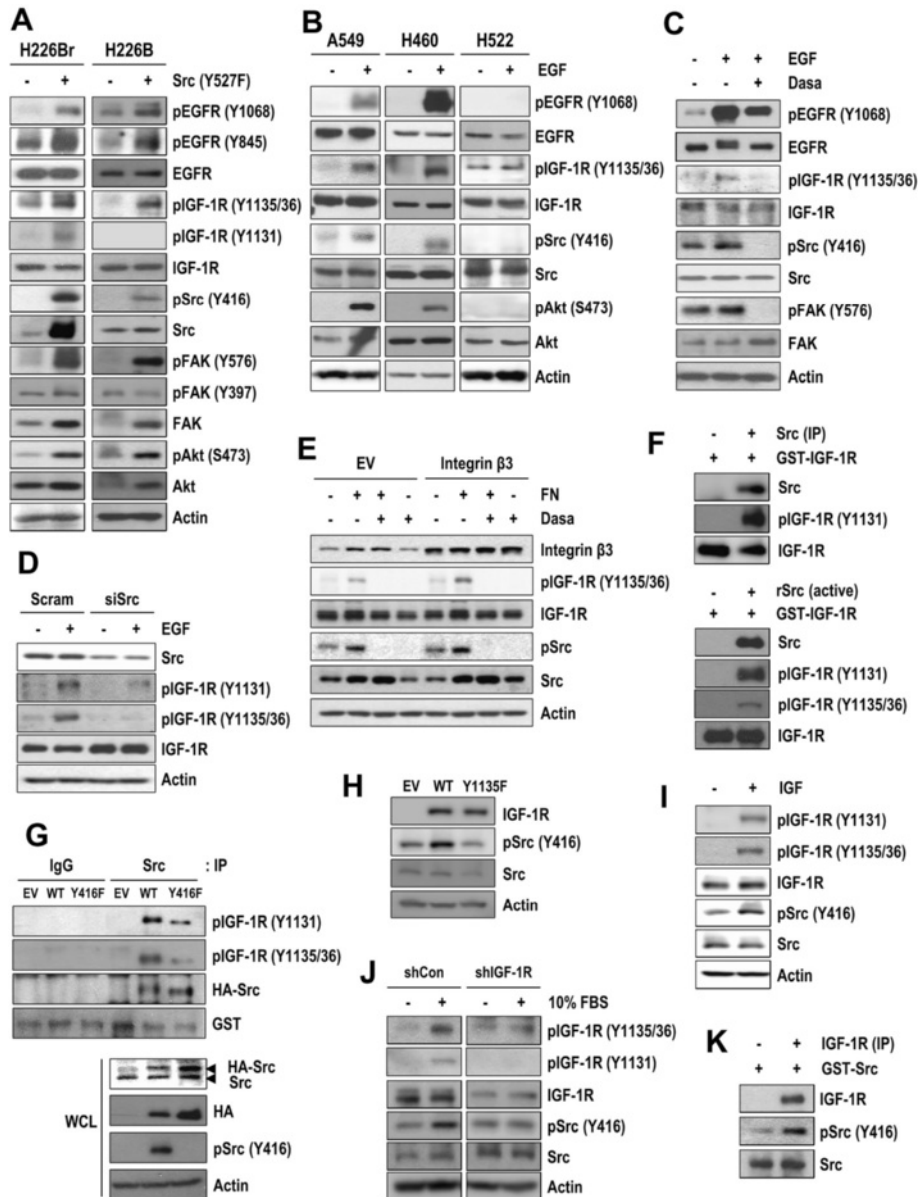 A
H226Br H226B
- + - + Src (Y527F)
pEGFR (Y1068)
pEGFR (Y845)
EGFR
pIGF-1R (Y1135/36)
pIGF-1R (Y1131)
IGF-1R
pSrc (Y416)
Src
pFAK (Y576)
pFAK (Y397)
FAK
pAkt (S473)
Akt
Actin
B
A549 H460 H522
- + - + - + EGF
pEGFR (Y1068)
EGFR
pIGF-1R (Y1135/36)
IGF-1R
pSrc (Y416)
Src
pAkt (S473)
Akt
Actin
C
- + + EGF
- - + Dasa
pEGFR (Y1068)
EGFR
pIGF-1R (Y1135/36)
IGF-1R
pSrc (Y416)
Src
pFAK (Y576)
FAK
Actin
D
Scram siSrc
- + - + EGF
Src
pIGF-1R (Y1131)
pIGF-1R (Y1135/36)
IGF-1R
Actin
E
EV Integrin β3
- + + - - + + - FN
- - + + - - + + Dasa
Integrin β3
pIGF-1R (Y1135/36)
IGF-1R
pSrc
Src
Actin
F
- + Src (IP)
+ + GST-IGF-1R
Src
pIGF-1R (Y1131)
IGF-1R
- + rSrc (active)
+ + GST-IGF-1R
Src
pIGF-1R (Y1131)
pIGF-1R (Y1135/36)
IGF-1R
G
IgG Src : IP
EV WT Y416F EV WT Y416F
pIGF-1R (Y1131)
pIGF-1R (Y1135/36)
HA-Src
GST
WCL
HA-Src
Src
HA
pSrc (Y416)
Actin
H
EV WT Y1135F
IGF-1R
pSrc (Y416)
Src
Actin
I
- + IGF
pIGF-1R (Y1131)
pIGF-1R (Y1135/36)
IGF-1R
pSrc (Y416)
Src
Actin
J
shCon shIGF-1R
- + - + 10% FBS
pIGF-1R (Y1135/36)
pIGF-1R (Y1131)
IGF-1R
pSrc (Y416)
Src
Actin
K
- + IGF-1R (IP)
+ + GST-Src
IGF-1R
pSrc (Y416)
Src